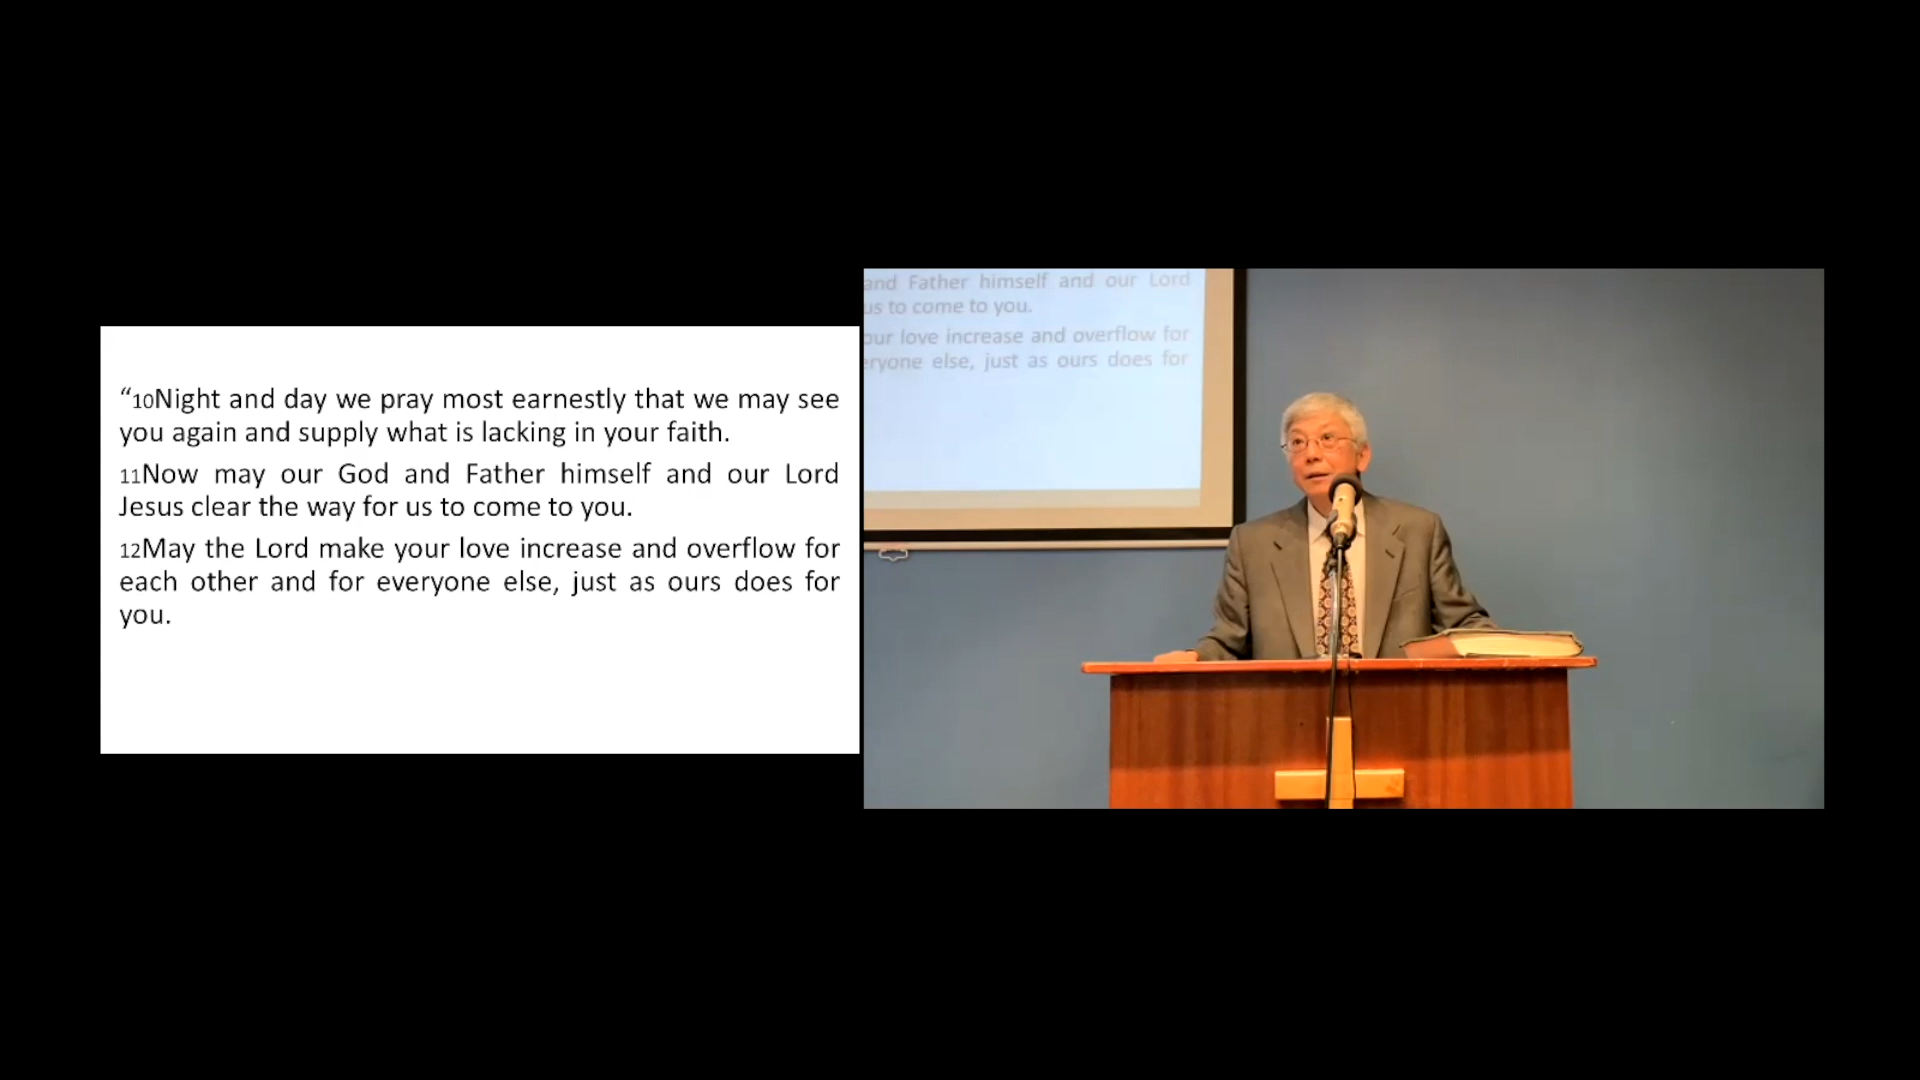 “10Night and day we pray most earnestly that we may see
you again and supply what is lacking in your faith.
11Now may our God and Father himself and our Lord
Jesus clear the way for us to come to you.
12May the Lord make your love increase and overflow for
each other and for everyone else, just as ours does for
you.
and Father himself and our Lord
us to come to you.
our love increase and overflow for
eryone else, just as ours does for